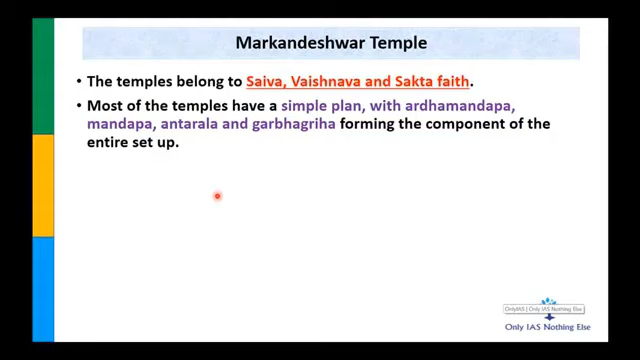 Markandeshwar Temple
• The temples belong to Saiva, Vaishnava and Sakta faith.
• Most of the temples have a simple plan, with ardhamandapa,
mandapa, antarala and garbhagriha forming the component of the
entire set up.
OnlyIAS | Only IAS Nothing Else
Only IAS Nothing Else